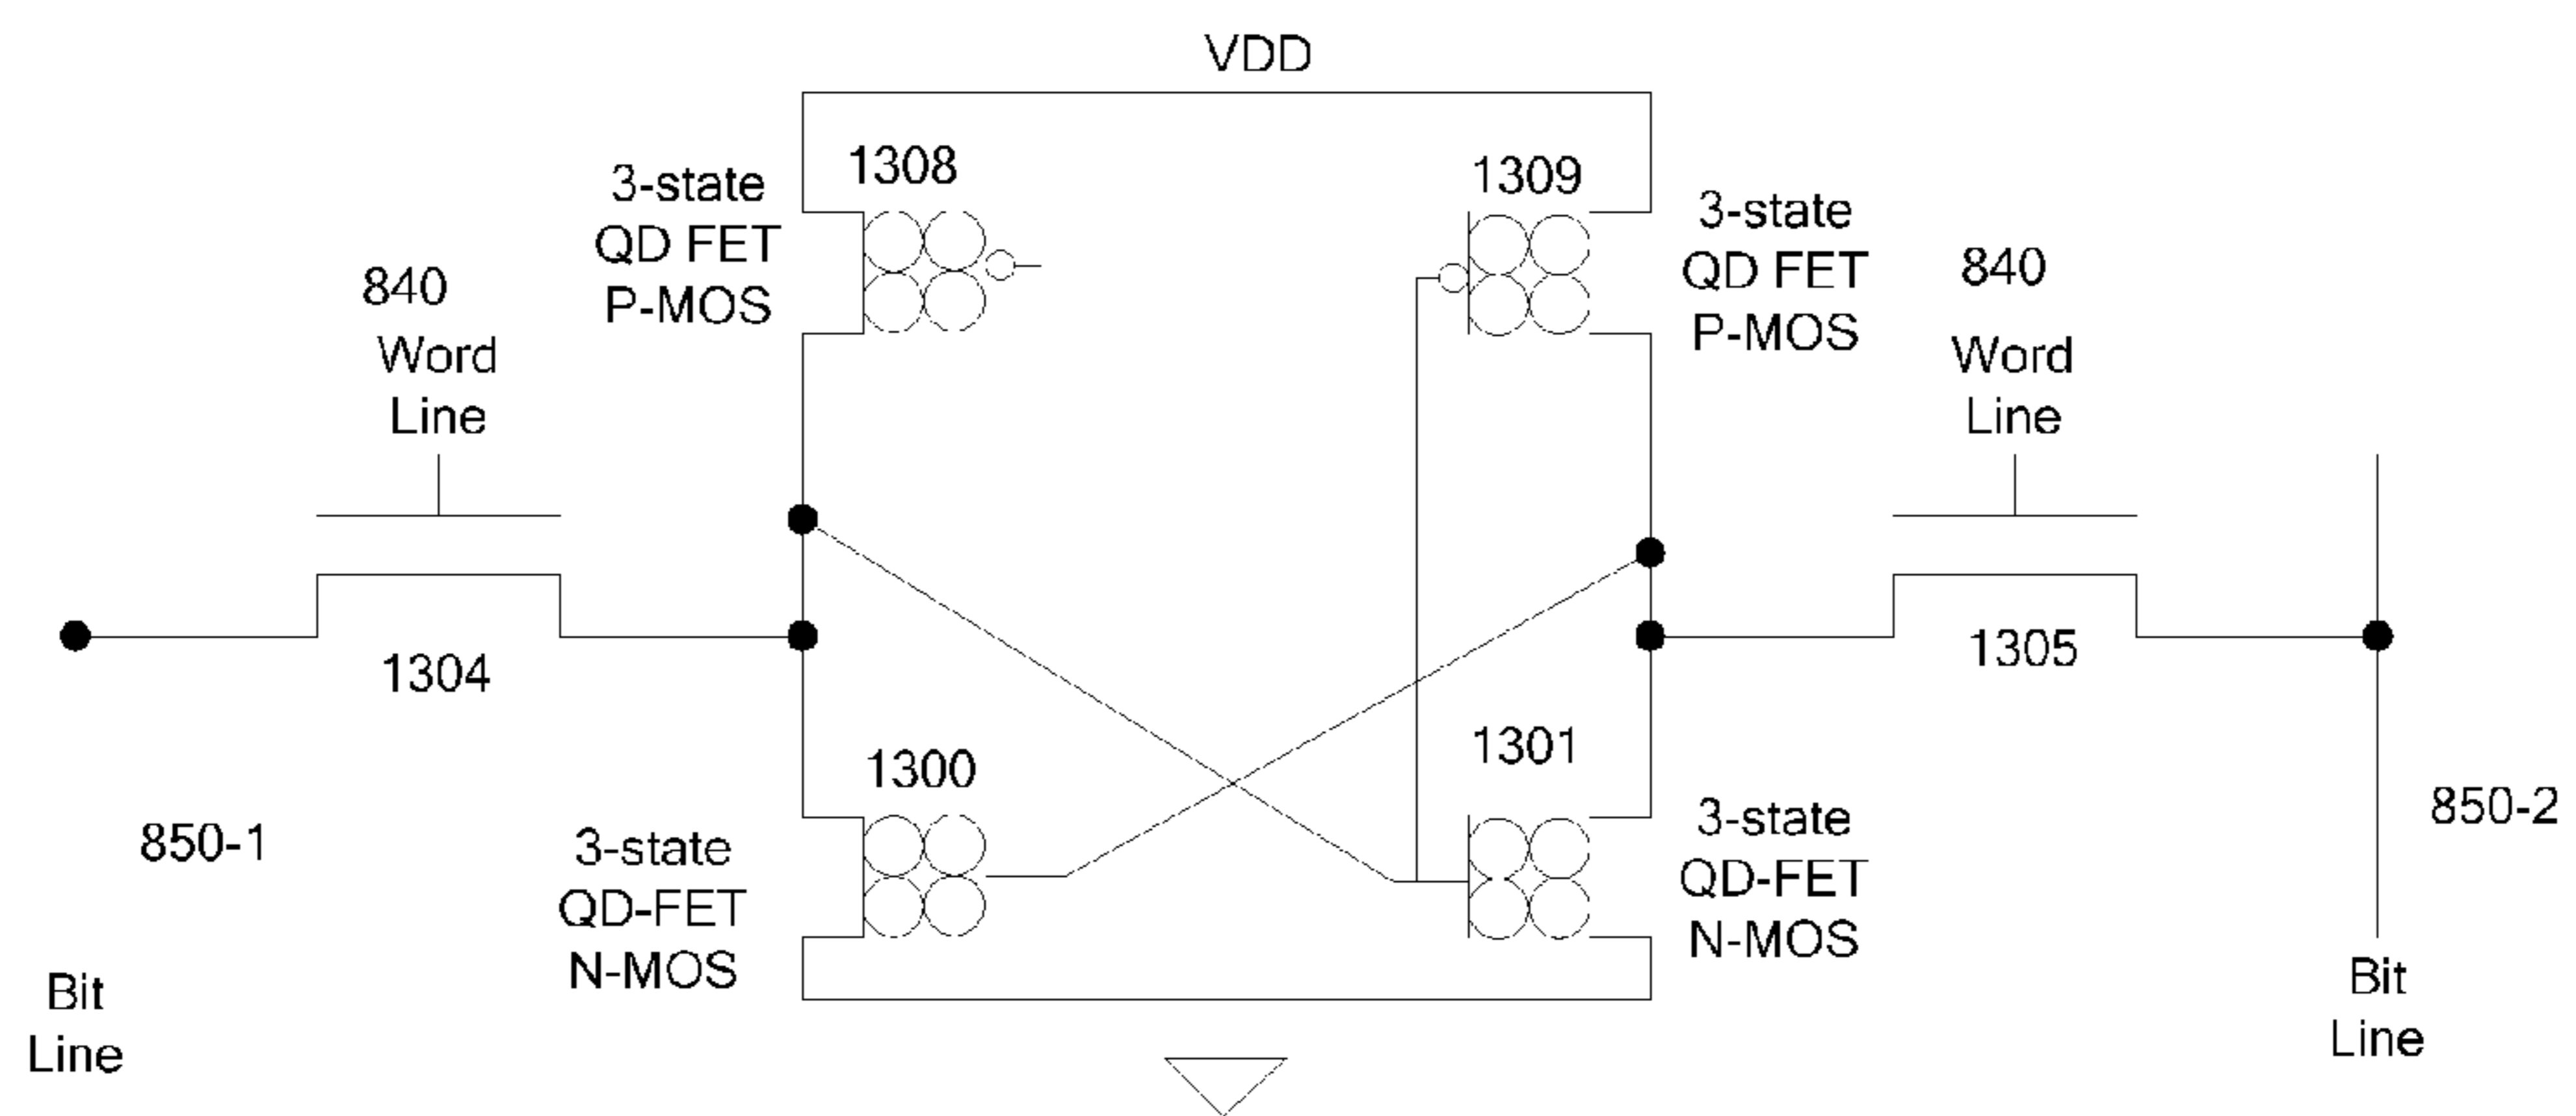 VDD
1308
3-state
QD FET
P-MOS
1309
3-state
QD FET
P-MOS
840
Word
Line
840
Word
Line
1304
1305
1300
3-state
QD-FET
N-MOS
1301
3-state
QD-FET
N-MOS
850-1
850-2
Bit
Line
Bit
Line